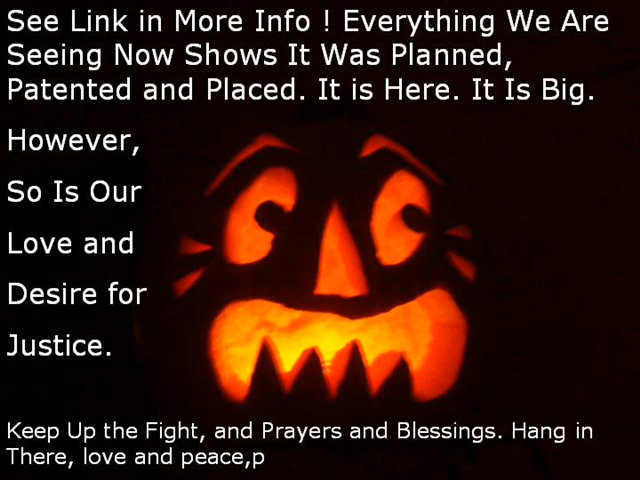 See Link in More Info ! Everything We Are
Seeing Now Shows It Was Planned,
Patented and Placed. It is Here. It Is Big.
However,
So Is Our
Love and
Desire for
Justice.
Keep Up the Fight, and Prayers and Blessings. Hang in
There, love and peace,p